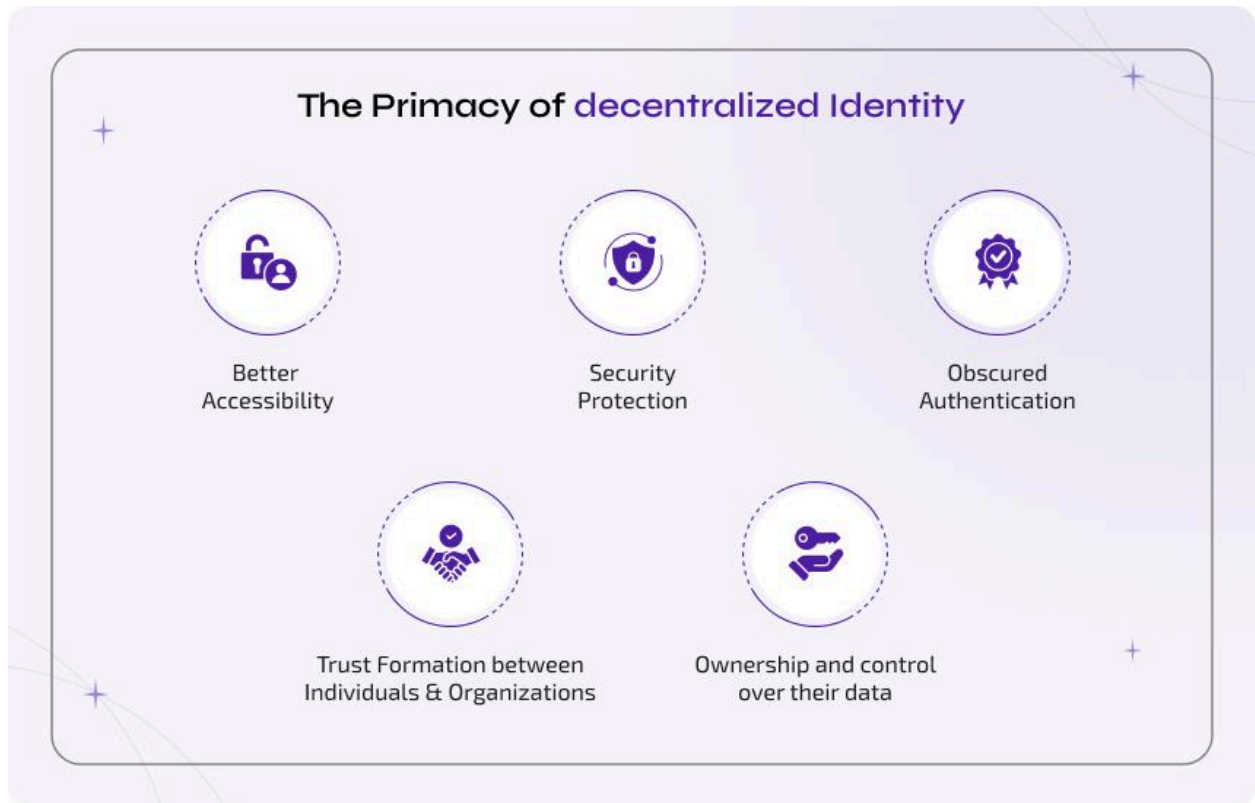 The Primacy of decentralized Identity
Better
Accessibility
Security
Protection
Obscured
Authentication
Trust Formation between
Individuals & Organizations
Ownership and control
over their data